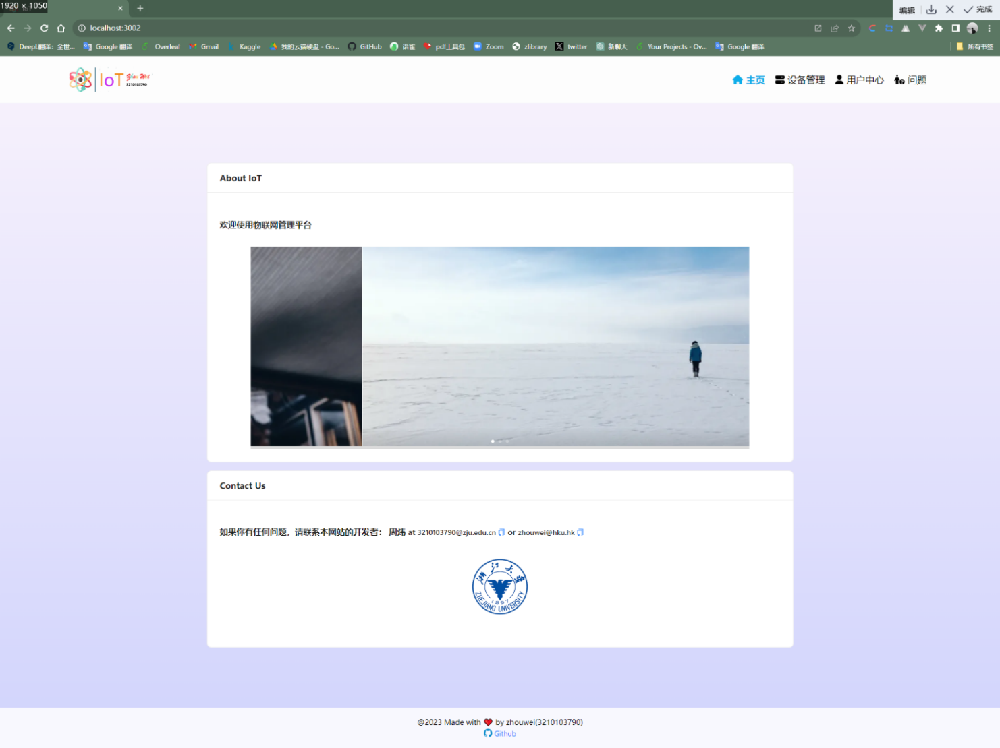 1920 × 1050
编辑
完成
localhost:3002
DeepL翻译：全世... Google 翻译 Overleaf Gmail Kaggle 我的云端硬盘 - Go... GitHub 语雀 pdf工具包 Zoom zlibrary twitter 新聊天 Your Projects - Ov... Google 翻译 所有书签
IoT Zhou Wei
3210103790
主页 设备管理 用户中心 问题
About IoT
欢迎使用物联网管理平台
Contact Us
如果你有任何问题，请联系本网站的开发者： 周炜 at 3210103790@zju.edu.cn or zhouwei@hku.hk
浙江大学
1897
ZHEJIANG UNIVERSITY
@2023 Made with ❤ by zhouwei(3210103790)
Github